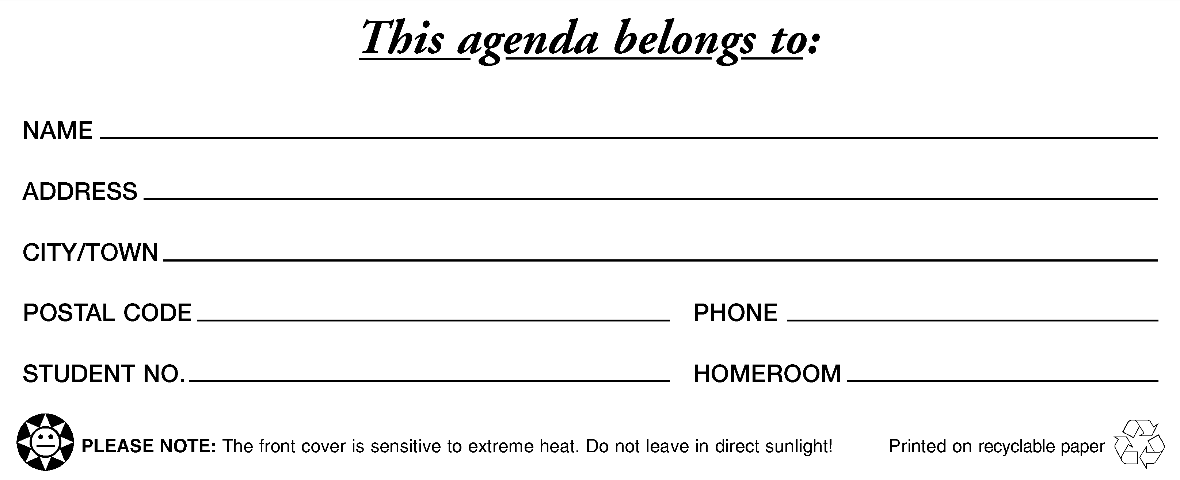 This agenda belongs to:
NAME
ADDRESS
CITY/TOWN
POSTAL CODE PHONE
STUDENT NO. HOMEROOM
PLEASE NOTE: The front cover is sensitive to extreme heat. Do not leave in direct sunlight! Printed on recyclable paper